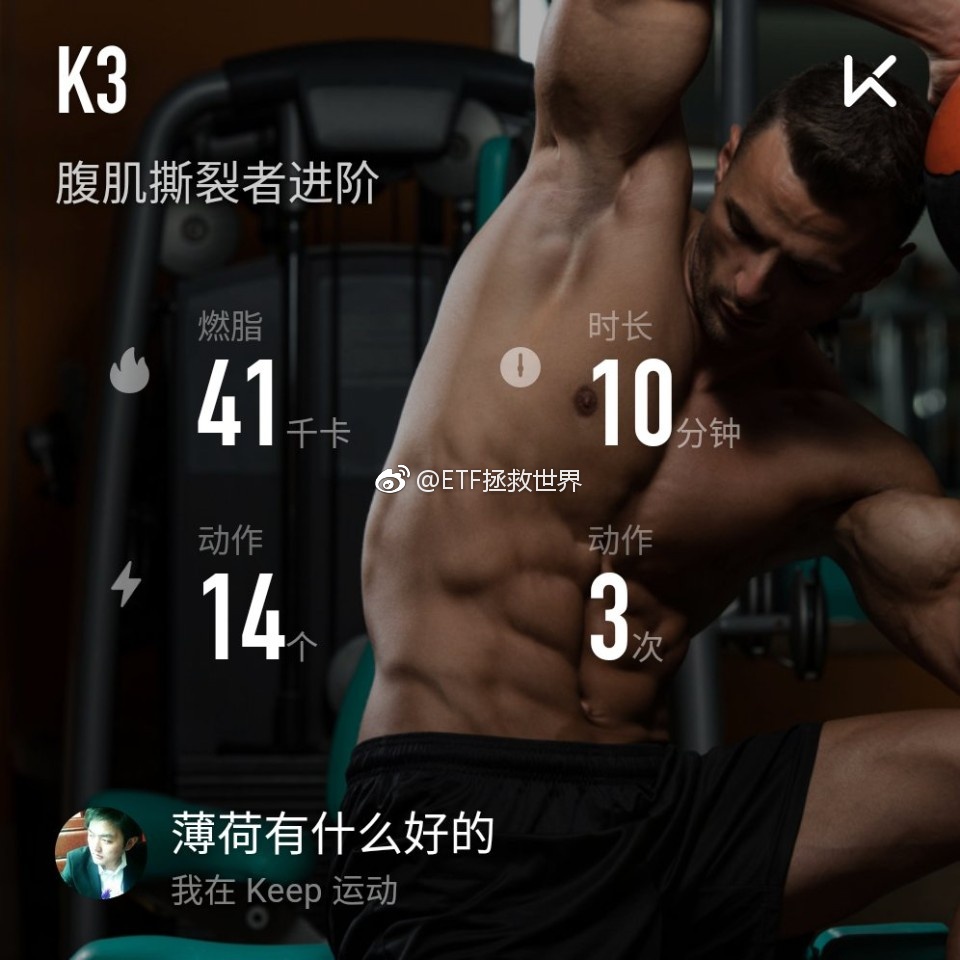 K3
腹肌撕裂者进阶
燃脂
41千卡
时长
10分钟
@ETF拯救世界
动作
14个
动作
3次
薄荷有什么好的
我在 Keep 运动